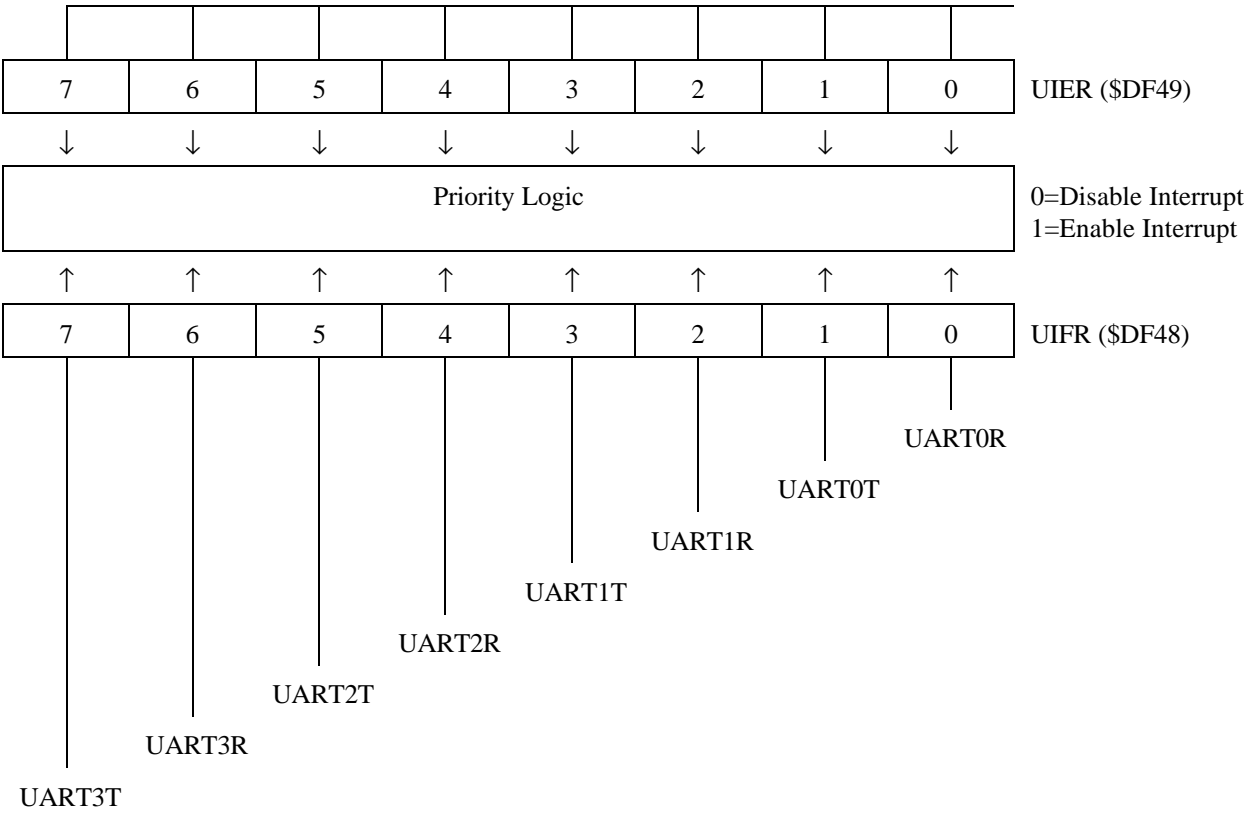 7 6 5 4 3 2 1 0 UIER ($DF49)
↓ ↓ ↓ ↓ ↓ ↓ ↓ ↓
Priority Logic 0=Disable Interrupt
1=Enable Interrupt
↑ ↑ ↑ ↑ ↑ ↑ ↑ ↑
7 6 5 4 3 2 1 0 UIFR ($DF48)
UART0R
UART0T
UART1R
UART1T
UART2R
UART2T
UART3R
UART3T